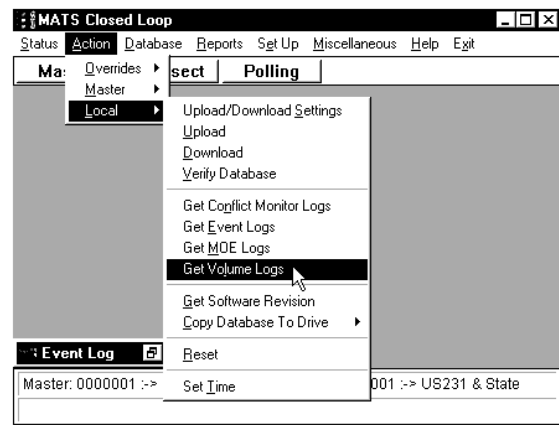 MATS Closed Loop
Status Action Database Reports Set Up Miscellaneous Help Exit
Ma sect Polling
Overrides
Master
Local
Upload/Download Settings
Upload
Download
Verify Database
Get Conflict Monitor Logs
Get Event Logs
Get MOE Logs
Get Volume Logs
Get Software Revision
Copy Database To Drive
Reset
Set Time
Event Log
Master: 0000001 :-> 001 :-> US231 & State